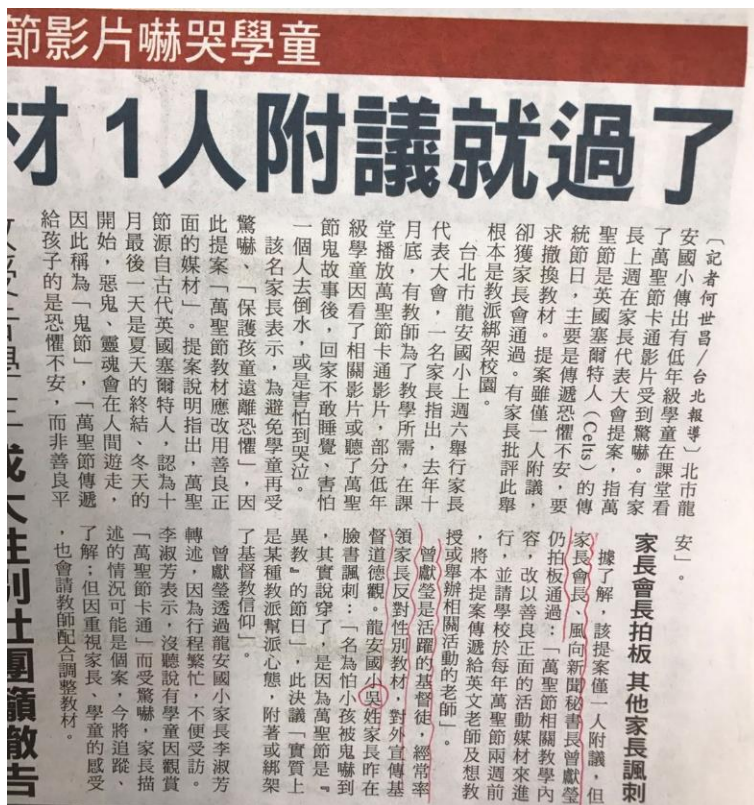 節影片嚇哭學童
材 1人附議就過了
〔記者何世昌/台北報導〕北市龍
安國小傳出有低年級學童在課堂看
了萬聖節卡通影片受到驚嚇。有家
長上週在家長代表大會提案,指萬
聖節是英國塞爾特人(Celts)的傳
統節日,主要是傳遞恐懼不安,要
求撤換教材。提案雖僅一人附議,
卻獲家長會通過。有家長批評此舉
根本是教派綁架校園。
台北市龍安國小上週六舉行家長
代表大會,一名家長指出,去年十
月底,有教師為了教學所需,在課
堂播放萬聖節卡通影片,部分低年
級學童因看了相關影片或聽了萬聖
節鬼故事後,回家不敢睡覺、害怕
一個人去倒水,或是害怕到哭泣。
該名家長表示,為避免學童再受
驚嚇、「保護孩童遠離恐懼」,因
此提案「萬聖節教材應改用善良正
面的媒材」。提案說明指出,萬聖
節源自古代英國塞爾特人,認為十
月最後一天是夏天的終結、冬天的
開始,惡鬼、靈魂會在人間遊走,
因此稱為「鬼節」,「萬聖節傳遞
給孩子的是恐懼不安,而非善良平
安」。
家長會長拍板 其他家長諷刺
據了解,該提案僅一人附議,但
家長會長、風向新聞秘書長曾獻瑩
仍拍板通過:「萬聖節相關教學內
容,改以善良正面的活動媒材來進
行,並請學校於每年萬聖節兩週前
,將本提案傳遞給英文老師及想教
授或舉辦相關活動的老師」。
曾獻瑩是活躍的基督徒,經常率
領家長反對性別教材,對外宣傳基
督道德觀。龍安國小吳姓家長昨在
臉書諷刺:「名為怕小孩被鬼嚇到
,其實說穿了,是因為萬聖節是『
異教』的節日」,此決議「實質上
是某種教派幫派心態,附著或綁架
了基督教信仰」。
曾獻瑩透過龍安國小家長李淑芳
轉述,因為行程繁忙,不便受訪。
李淑芳表示,沒聽說有學童因觀賞
「萬聖節卡通」而受驚嚇,家長描
述的情況可能是個案,今將追蹤、
了解;但因重視家長、學童的感受
,也會請教師配合調整教材。
成大性別社團籲撤告